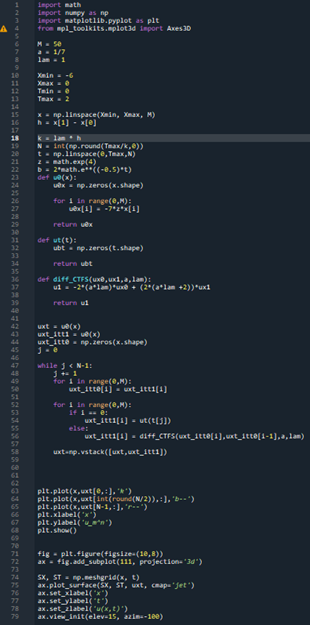 1 import math
2 import numpy as np
3 import matplotlib.pyplot as plt
4 from mpl_toolkits.mplot3d import Axes3D
5
6 M = 50
7 a = 1/7
8 lam = 1
9
10 Xmin = -6
11 Xmax = 0
12 Tmin = 0
13 Tmax = 2
14
15 x = np.linspace(Xmin, Xmax, M)
16 h = x[1] - x[0]
17
18 k = lam * h
19 N = int(np.round(Tmax/k,0))
20 t = np.linspace(0,Tmax,N)
21 z = math.exp(4)
22 b = 2*math.e**((-0.5)*t)
23 def u0(x):
24 u0x = np.zeros(x.shape)
25
26 for i in range(0,M):
27 u0x[i] = -7*z*x[i]
28
29 return u0x
30
31 def ut(t):
32 ubt = np.zeros(t.shape)
33
34 return ubt
35
36 def diff_CTFS(ux0,ux1,a,lam):
37 u1 = -2*(a*lam)*ux0 + (2*(a*lam +2))*ux1
38
39 return u1
40
41
42 uxt = u0(x)
43 uxt_itt1 = u0(x)
44 uxt_itt0 = np.zeros(x.shape)
45 j = 0
46
47 while j < N-1:
48 j += 1
49 for i in range(0,M):
50 uxt_itt0[i] = uxt_itt1[i]
51
52 for i in range(0,M):
53 if i == 0:
54 uxt_itt1[i] = ut(t[j])
55 else:
56 uxt_itt1[i] = diff_CTFS(uxt_itt0[i],uxt_itt0[i-1],a,lam)
57
58 uxt=np.vstack([uxt,uxt_itt1])
59
60
61
62
63 plt.plot(x,uxt[0,:],'k')
64 plt.plot(x,uxt[int(round(N/2)),:],'b--')
65 plt.plot(x,uxt[N-1,:],'r--')
66 plt.xlabel('x')
67 plt.ylabel('u_m^n')
68 plt.show()
69
70
71 fig = plt.figure(figsize=(10,8))
72 ax = fig.add_subplot(111, projection='3d')
73
74 SX, ST = np.meshgrid(x, t)
75 ax.plot_surface(SX, ST, uxt, cmap='jet')
76 ax.set_xlabel('x')
77 ax.set_ylabel('t')
78 ax.set_zlabel('u(x,t)')
79 ax.view_init(elev=15, azim=-100)